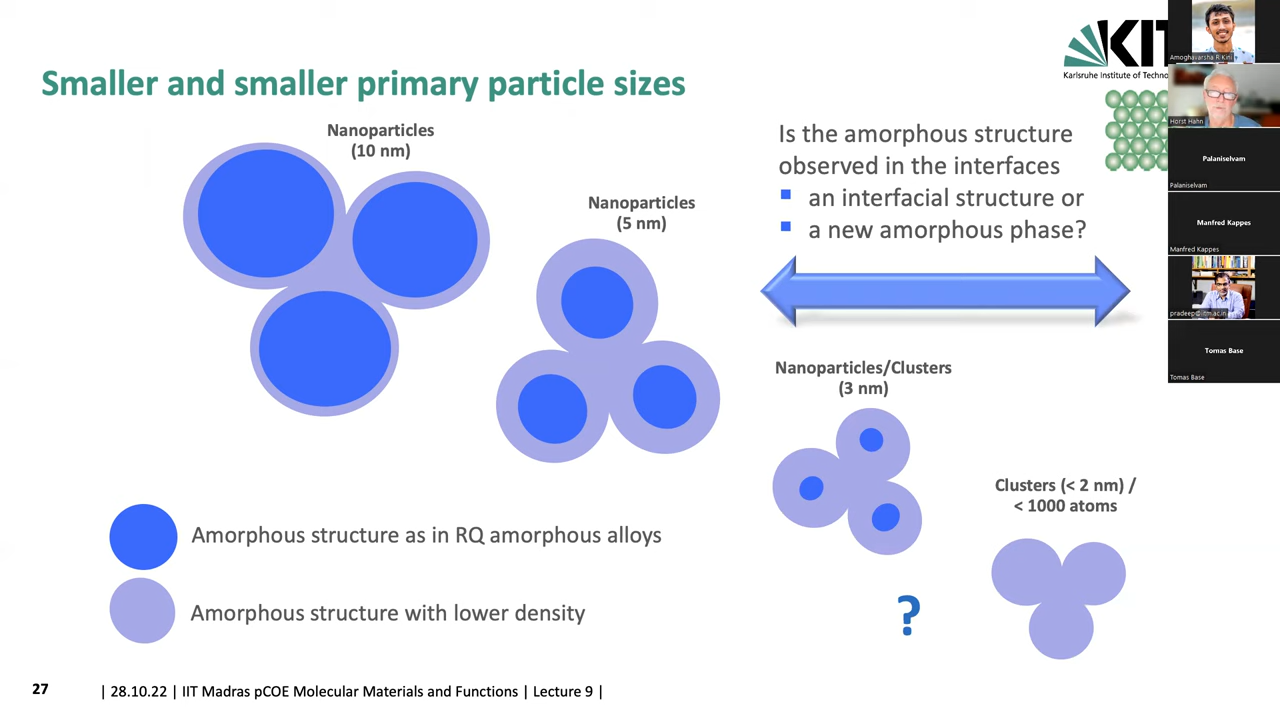 Smaller and smaller primary particle sizes
KIT
Karlsruhe Institute of Technol
Nanoparticles
(10 nm)
Nanoparticles
(5 nm)
Is the amorphous structure
observed in the interfaces
an interfacial structure or
a new amorphous phase?
Nanoparticles/Clusters
(3 nm)
Clusters (< 2 nm) /
< 1000 atoms
Amorphous structure as in RQ amorphous alloys
Amorphous structure with lower density
?
27
| 28.10.22 | IIT Madras pCOE Molecular Materials and Functions | Lecture 9 |
Horst Hahn
Palaniselvam
Palaniselvam
Manfred Kappes
Manfred Kappes
Tomas Base
Tomas Base